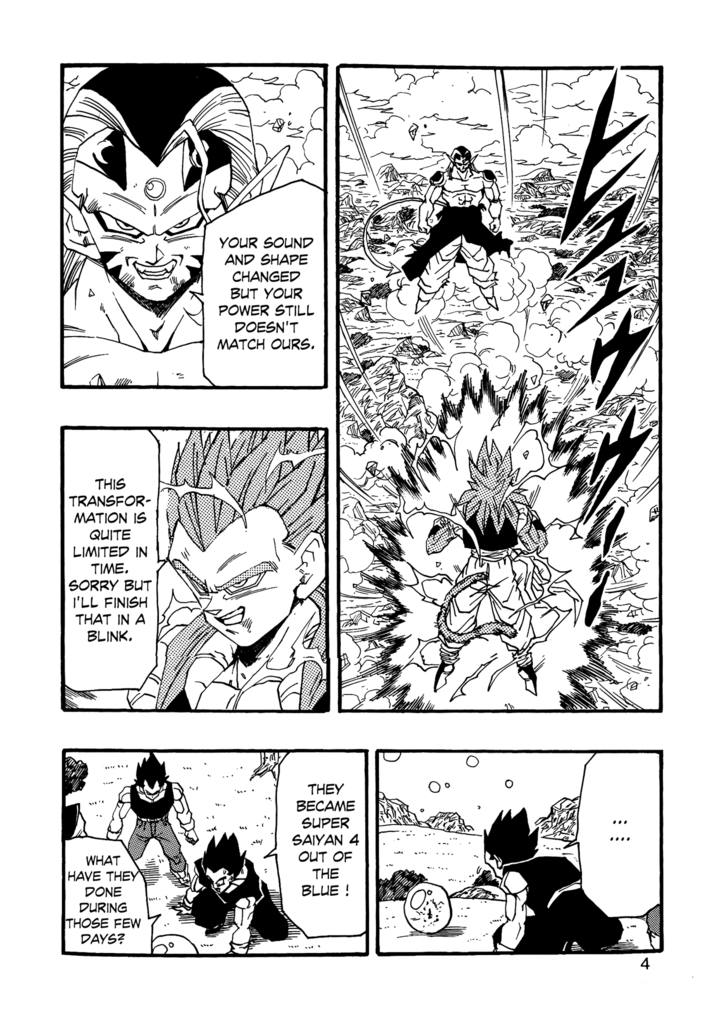 YOUR SOUND
AND SHAPE
CHANGED
BUT YOUR
POWER STILL
DOESN'T
MATCH OURS.
THIS
TRANSFOR-
MATION IS
QUITE
LIMITED IN
TIME.
SORRY BUT
I'LL FINISH
THAT IN A
BLINK.
...
....
THEY
BECAME
SUPER
SAIYAN 4
OUT OF
THE
BLUE !
WHAT
HAVE THEY
DONE
DURING
THOSE FEW
DAYS?
4